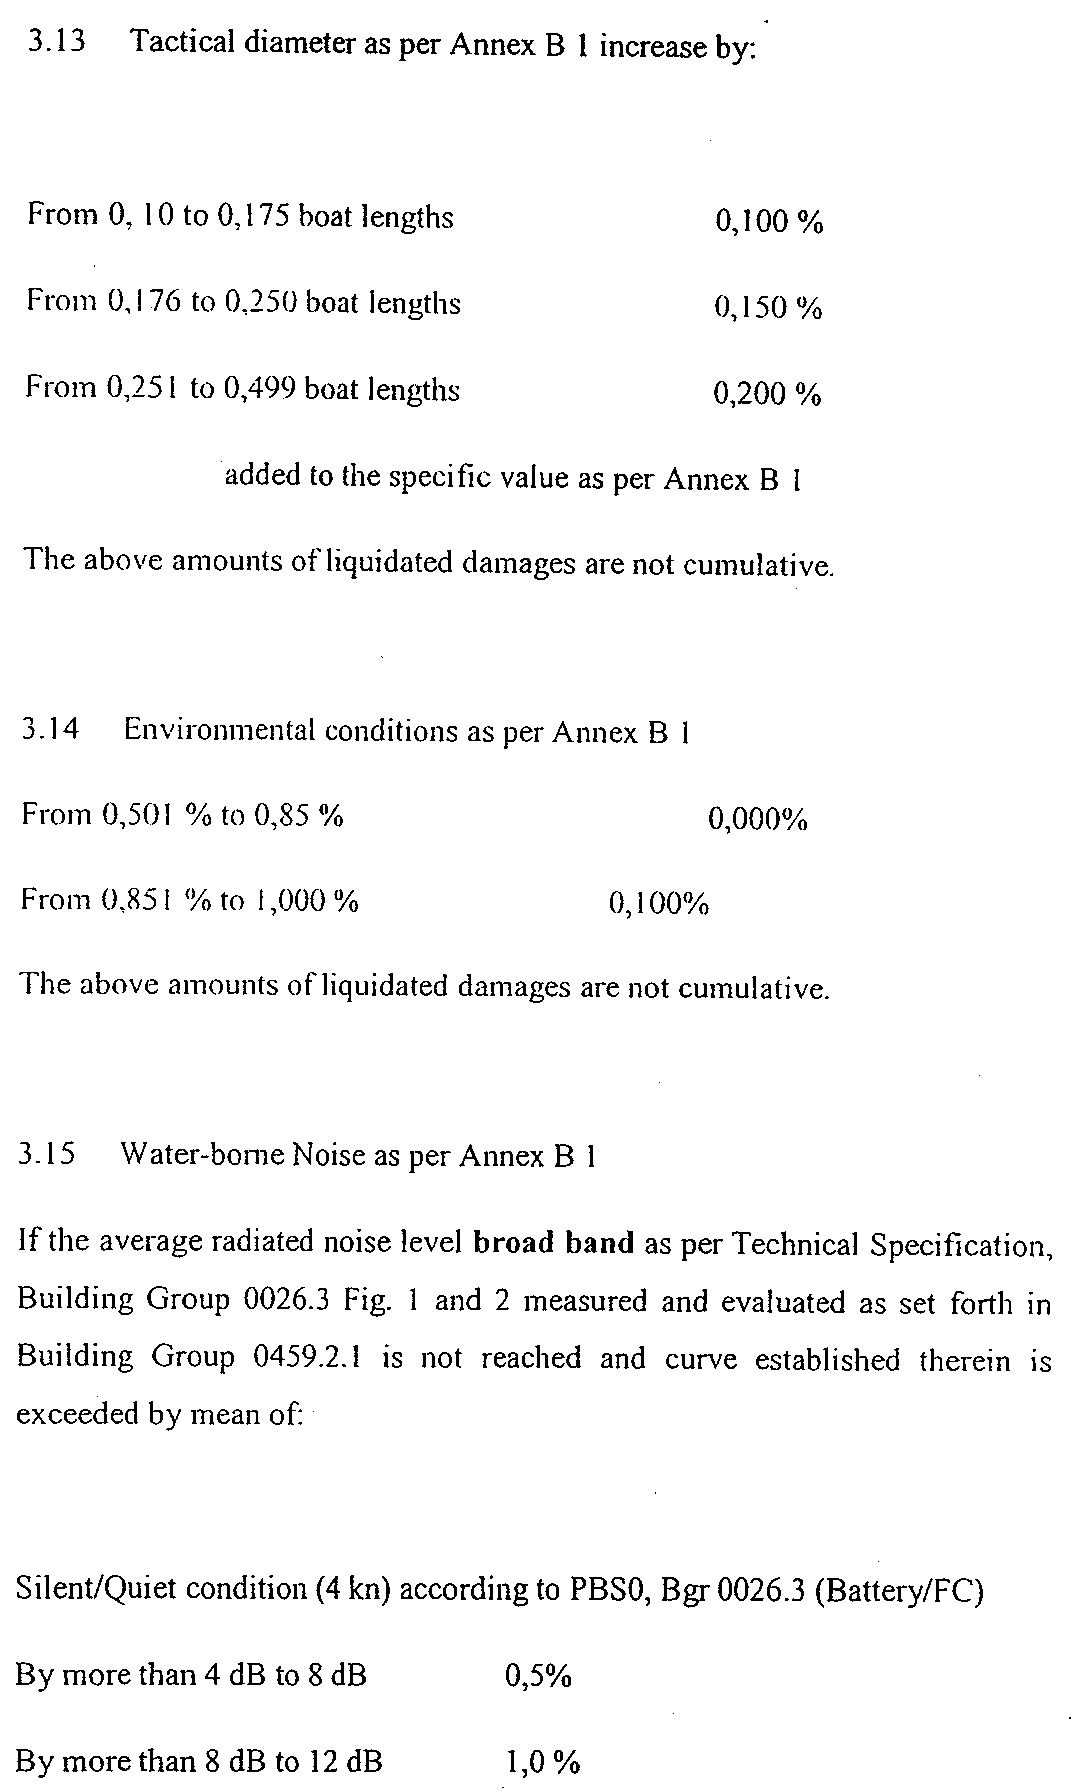 3.13 Tactical diameter as per Annex B 1 increase by:
From 0, 10 to 0,175 boat lengths 0,100 %
From 0,176 to 0,250 boat lengths 0,150 %
From 0,251 to 0,499 boat lengths 0,200 %
added to the specific value as per Annex B 1
The above amounts of liquidated damages are not cumulative.
3.14 Environmental conditions as per Annex B 1
From 0,501 % to 0,85 % 0,000%
From 0,851 % to 1,000 % 0,100%
The above amounts of liquidated damages are not cumulative.
3.15 Water-borne Noise as per Annex B 1
If the average radiated noise level broad band as per Technical Specification,
Building Group 0026.3 Fig. 1 and 2 measured and evaluated as set forth in
Building Group 0459.2.1 is not reached and curve established therein is
exceeded by mean of:
Silent/Quiet condition (4 kn) according to PBS0, Bgr 0026.3 (Battery/FC)
By more than 4 dB to 8 dB 0,5%
By more than 8 dB to 12 dB 1,0 %